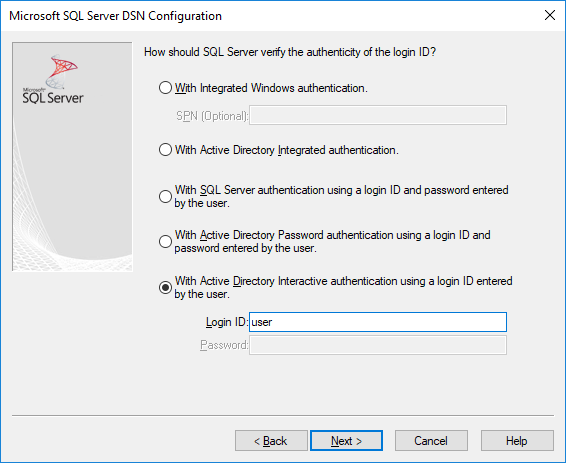 Microsoft SQL Server DSN Configuration
How should SQL Server verify the authenticity of the login ID?
Microsoft
SQL Server
With Integrated Windows authentication.
SPN (Optional):
With Active Directory Integrated authentication.
With SQL Server authentication using a login ID and password entered
by the user.
With Active Directory Password authentication using a login ID and
password entered by the user.
With Active Directory Interactive authentication using a login ID entered
by the user.
Login ID: user
Password:
< Back Next > Cancel Help